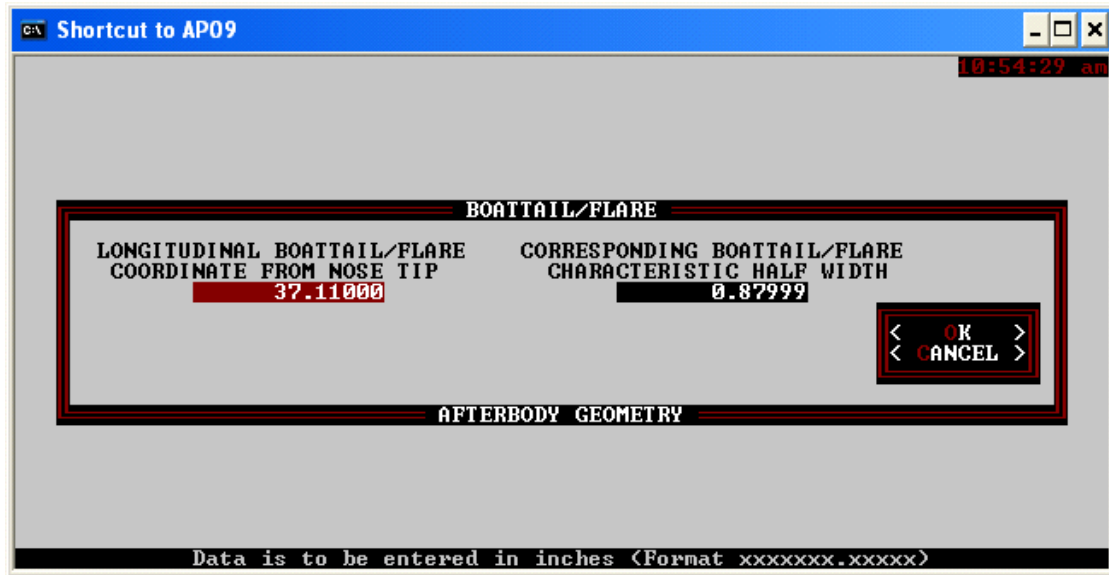 Shortcut to AP09
10:54:29 am
BOATTAIL/FLARE
LONGITUDINAL BOATTAIL/FLARE
COORDINATE FROM NOSE TIP
37.11000
CORRESPONDING BOATTAIL/FLARE
CHARACTERISTIC HALF WIDTH
0.87999
< OK >
< CANCEL >
AFTERBODY GEOMETRY
Data is to be entered in inches (Format xxxxxxx.xxxxx)